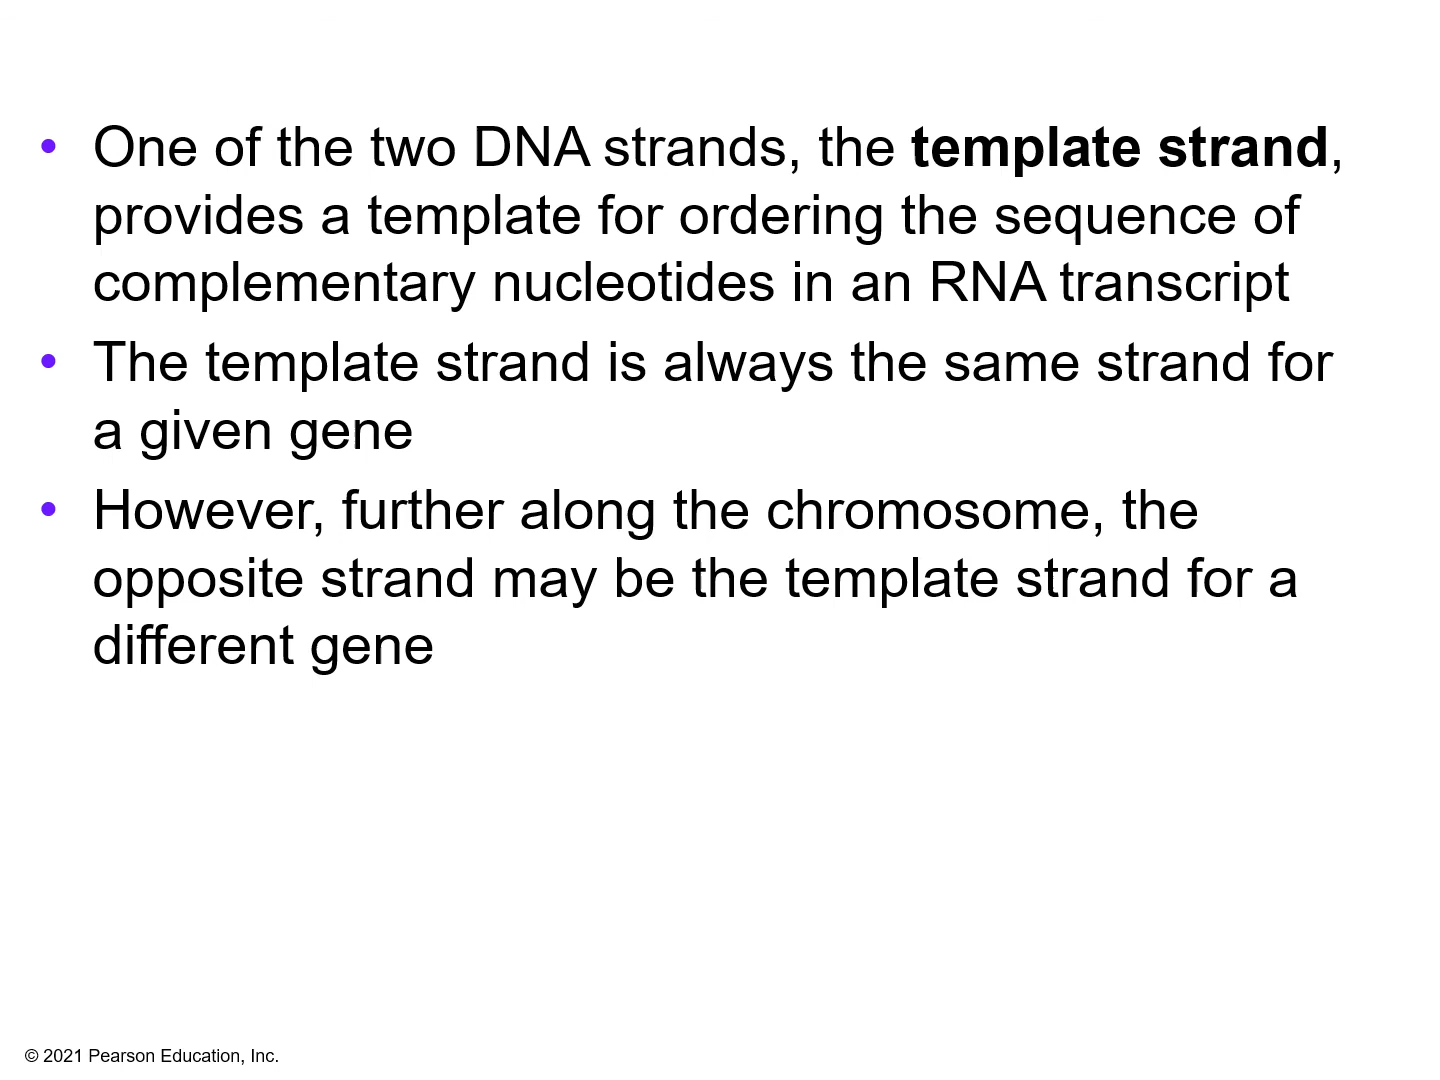 • One of the two DNA strands, the template strand,
provides a template for ordering the sequence of
complementary nucleotides in an RNA transcript
• The template strand is always the same strand for
a given gene
• However, further along the chromosome, the
opposite strand may be the template strand for a
different gene
© 2021 Pearson Education, Inc.